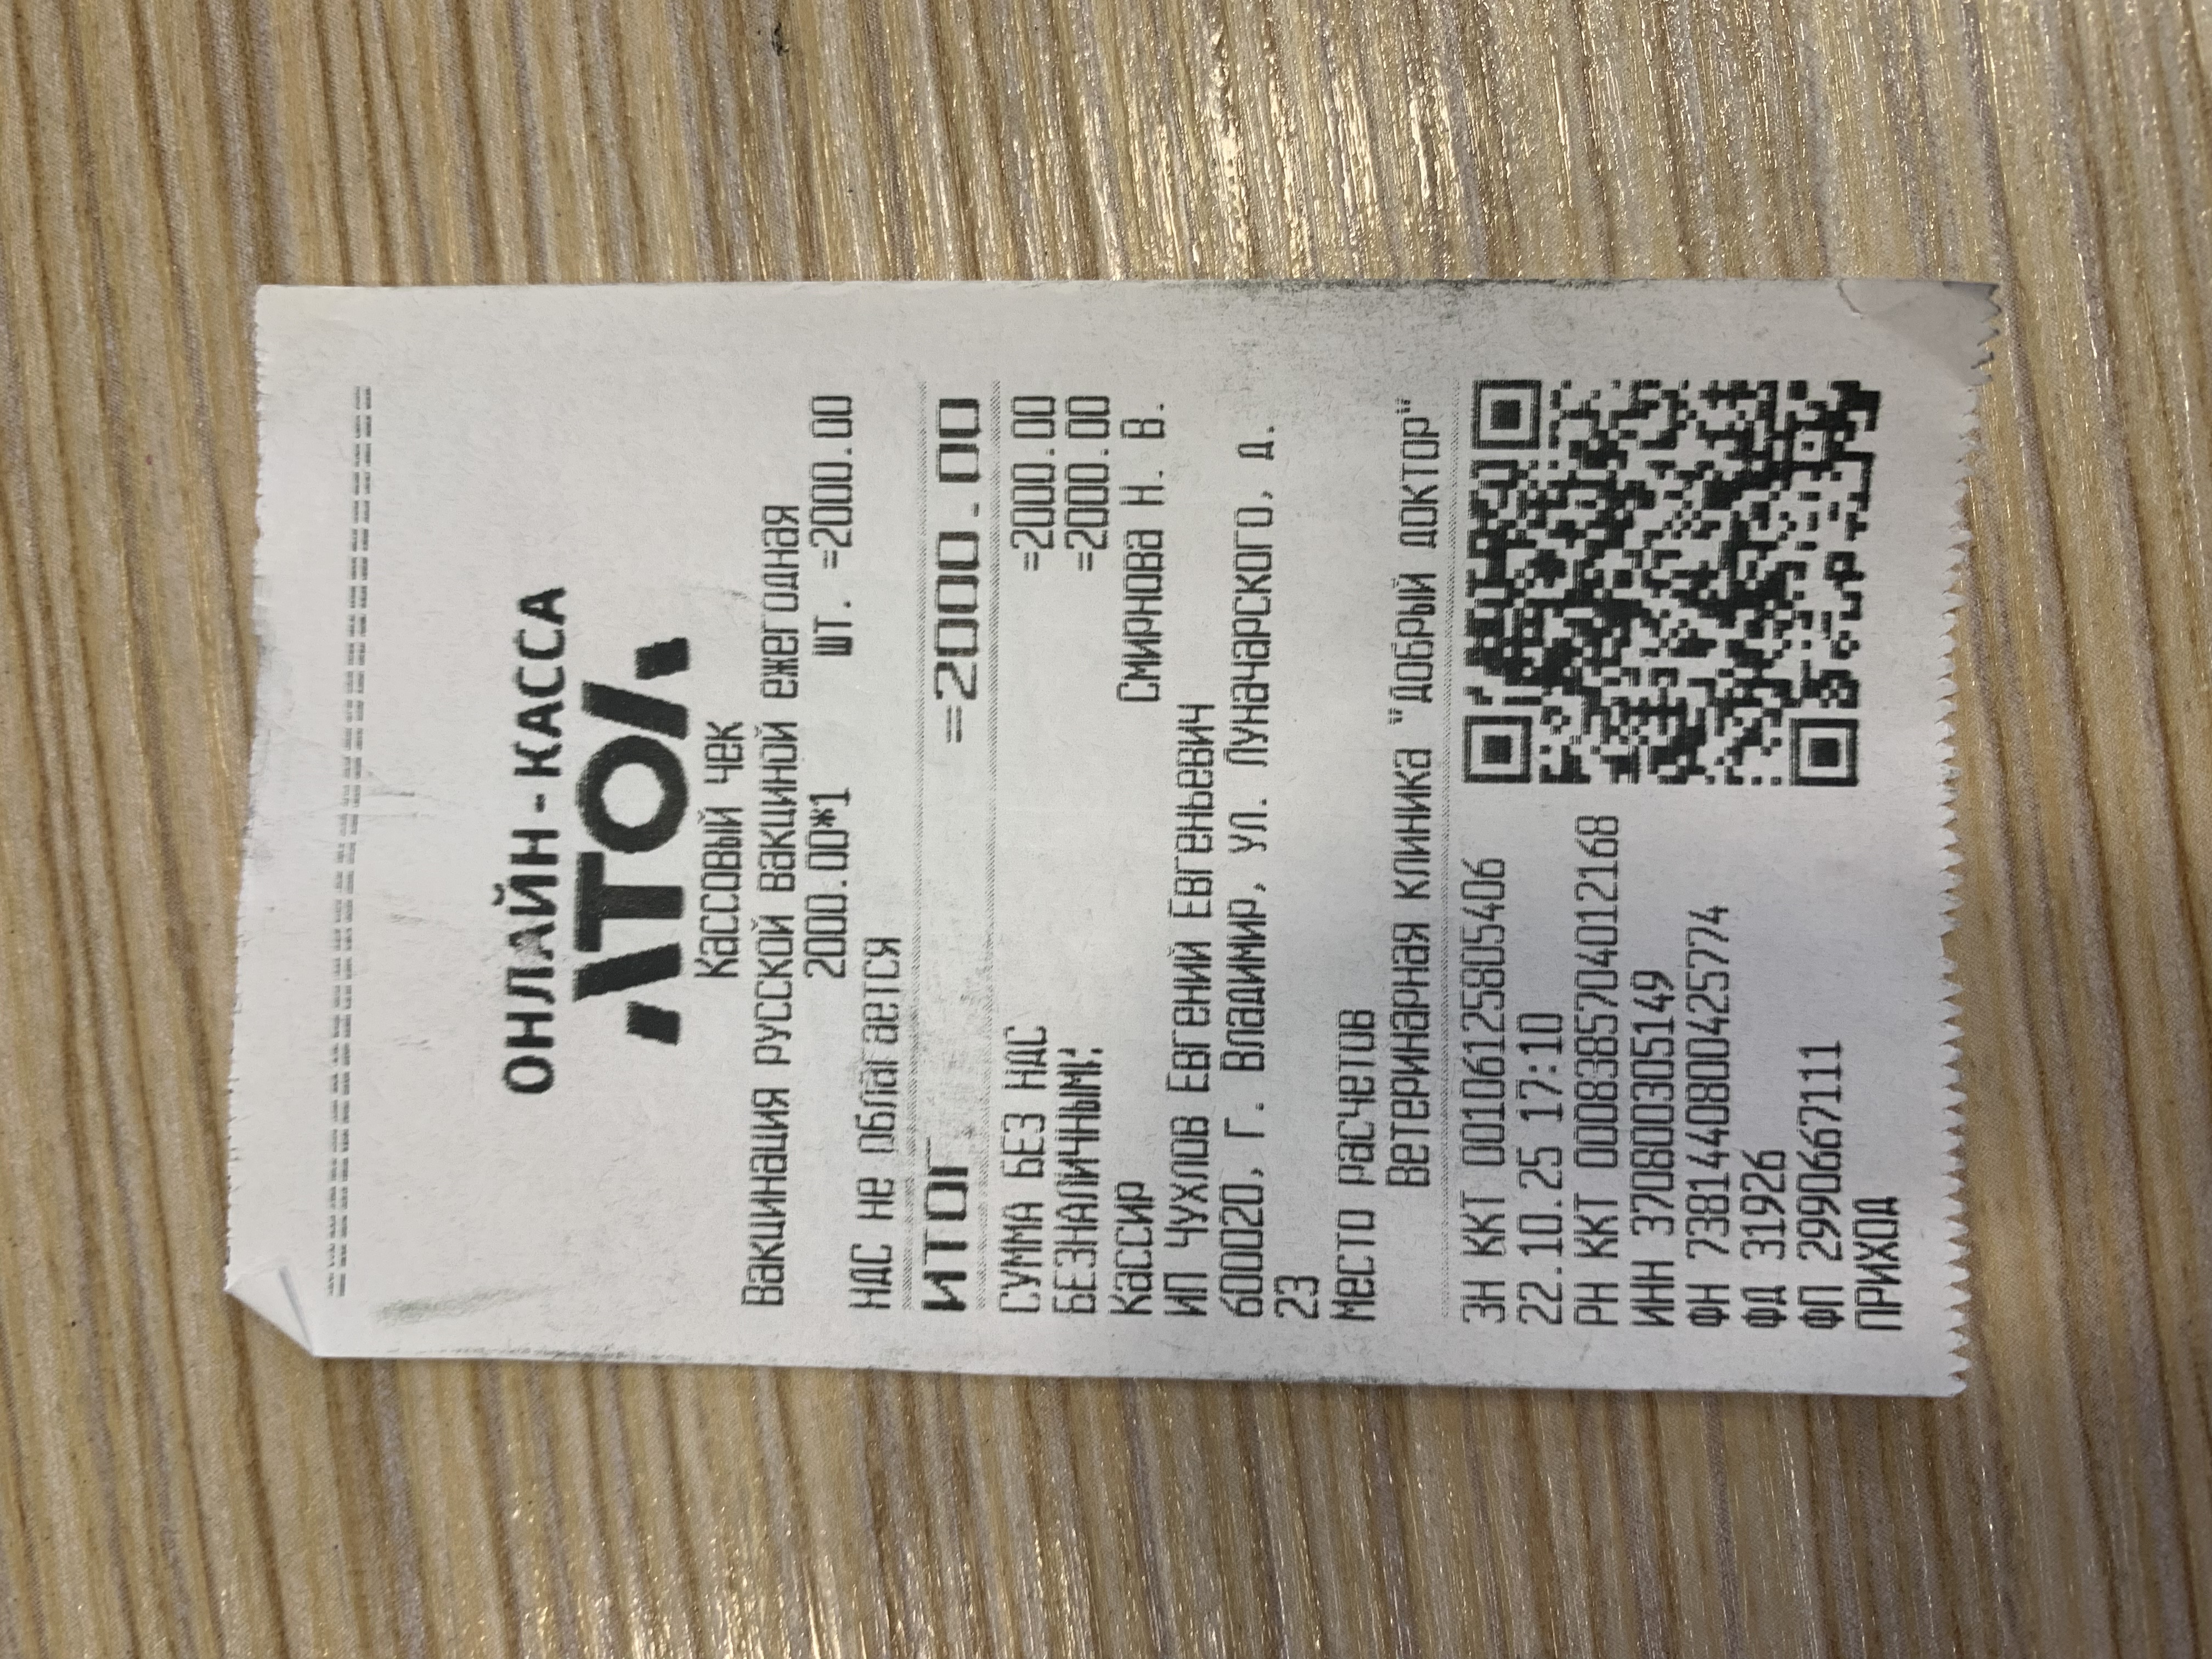 ОНЛАЙН-КАССА
АТОЛ
Кассовый чек
Вакцинация русской вакциной ежегодная
2000.00*1 шт. =2000.00
НДС не облагается
ИТОГ =2000.00
СУММА БЕЗ НДС =2000.00
БЕЗНАЛИЧНЫМИ =2000.00
Кассир Смирнова Н. В.
ИП Чухлов Евгений Евгеньевич
600020, Г. Владимир, ул. Луначарского, д.
23
Место расчетов
Ветеринарная клиника "Добрый доктор"
ЗН ККТ 00106125805406
22.10.25 17:10
РН ККТ 0008385704012168
ИНН 370800305149
ФН 7381440800425774
ФД 31926
ФП 2990667111
ПРИХОД